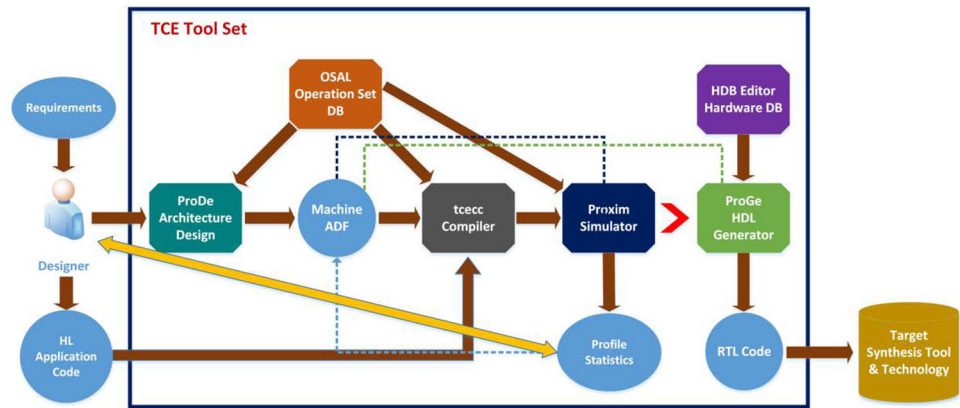 TCE Tool Set
OSAL
Operation Set
DB
HDB Editor
Hardware DB
Requirements
ProDe
Architecture
Design
Machine
ADF
tcecc
Compiler
Proxim
Simulator
ProGe
HDL
Generator
Designer
HL
Application
Code
Profile
Statistics
RTL Code
Target
Synthesis Tool
& Technology